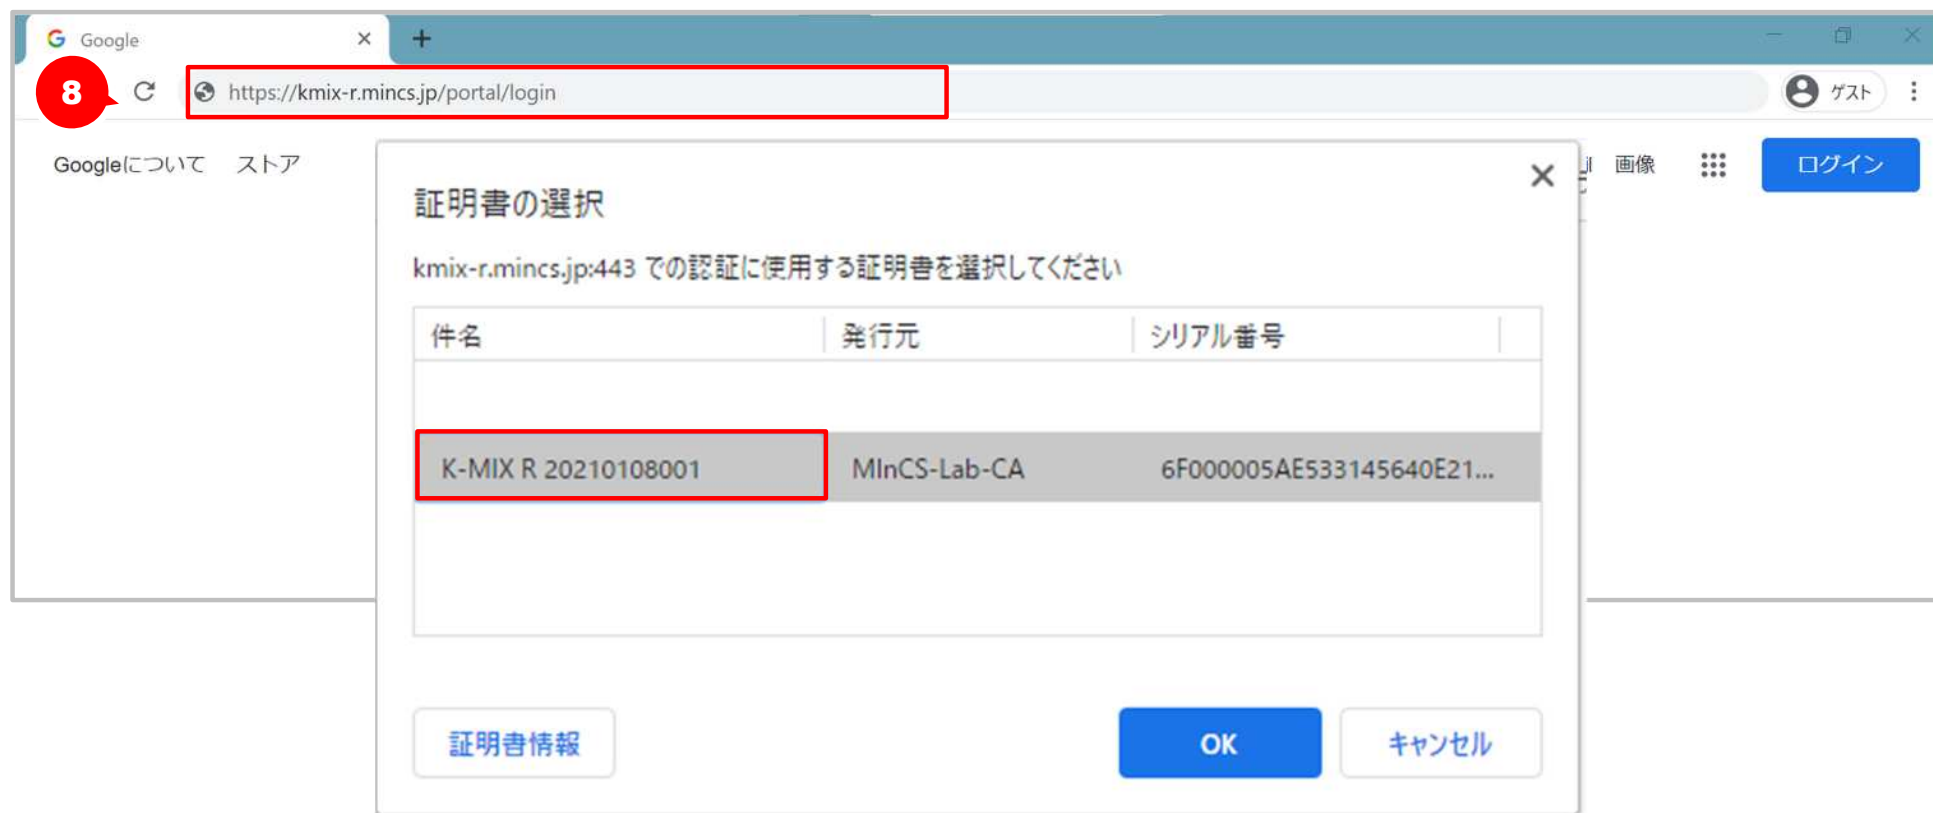 Google
8
https://kmix-r.mincs.jp/portal/login
ゲスト
Googleについて ストア
画像
ログイン
証明書の選択
kmix-r.mincs.jp:443 での認証に使用する証明書を選択してください
件名 発行元 シリアル番号
K-MIX R 20210108001 MInCS-Lab-CA 6F000005AE533145640E21...
証明書情報
OK
キャンセル